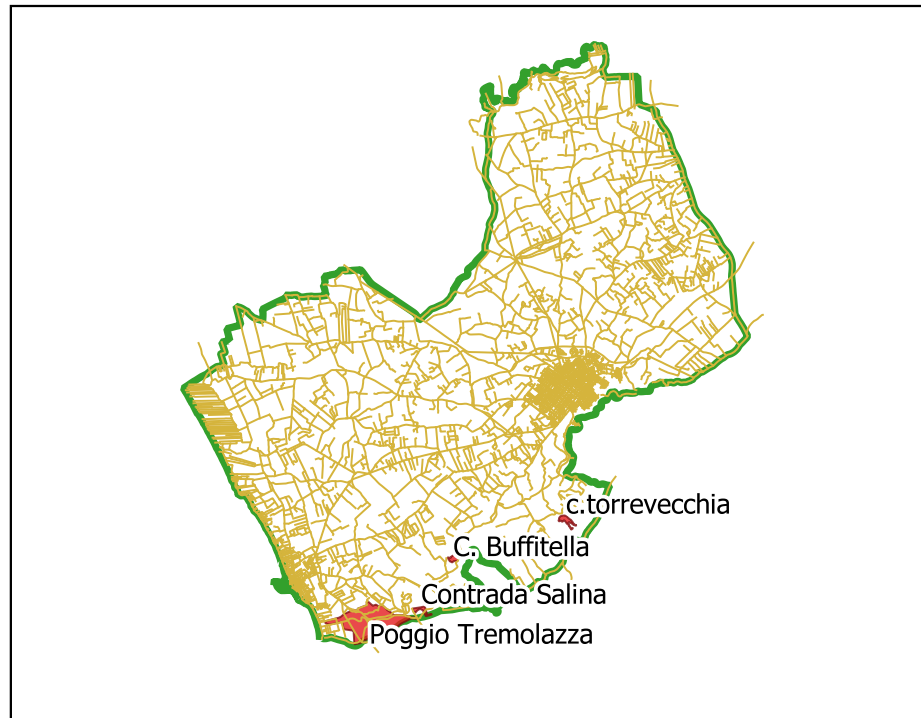 c.torrevecchia
C. Buffitella
Contrada Salina
Poggio Tremolazza